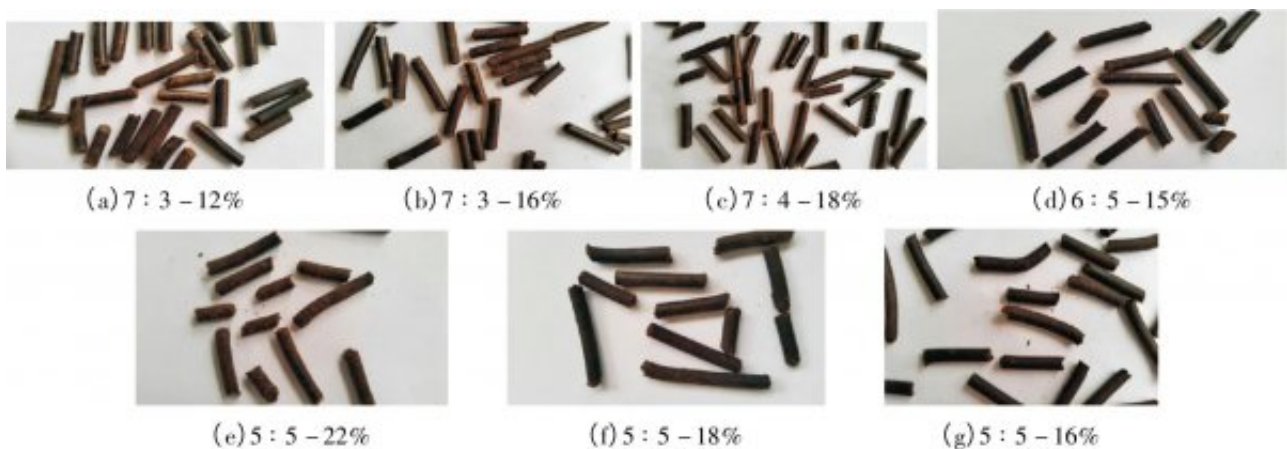 (a) 7 : 3 – 12%
(b) 7 : 3 – 16%
(c) 7 : 4 – 18%
(d) 6 : 5 – 15%
(e) 5 : 5 – 22%
(f) 5 : 5 – 18%
(g) 5 : 5 – 16%